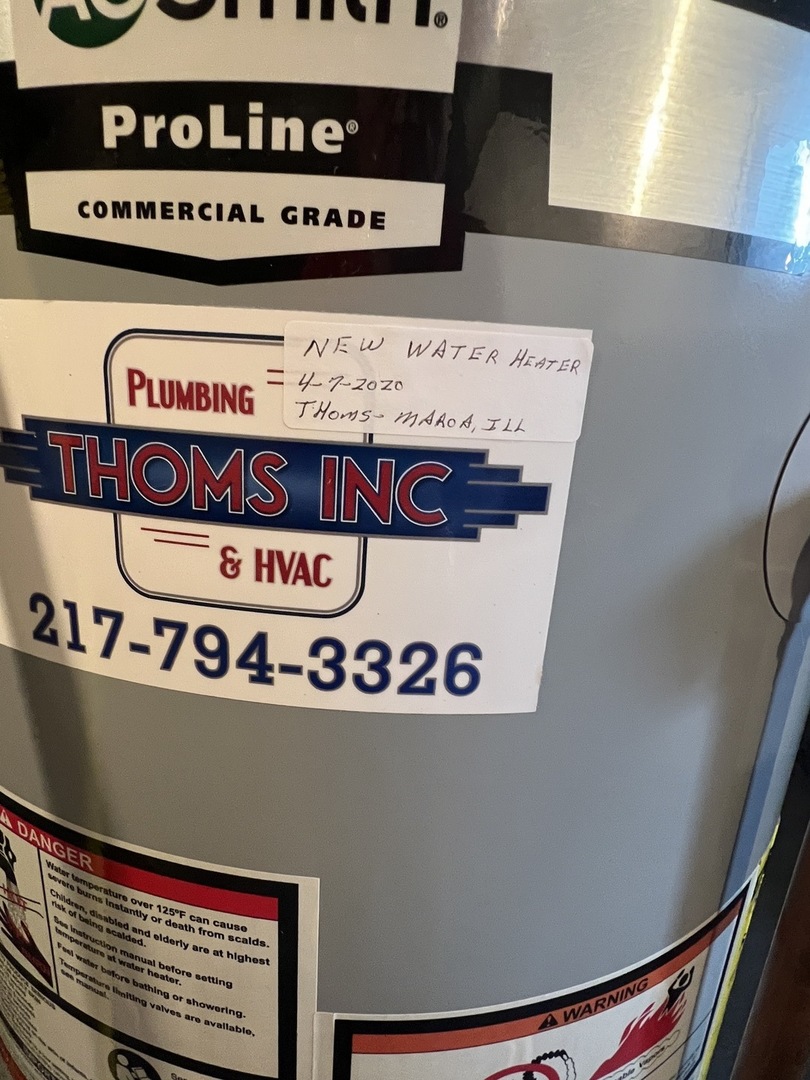 SMITH®
ProLine®
COMMERCIAL GRADE
NEW WATER HEATER
4-7-2020
THOMS- MAROA, ILL
PLUMBING
THOMS INC
& HVAC
217-794-3326
DANGER
Water temperature over 125°F can cause
severe burns instantly or death from scalds.
Children, disabled and elderly are at highest
risk of being scalded.
See instruction manual before setting
temperature at water heater.
Feel water before bathing or showering.
Temperature limiting valves are available,
see manual.
WARNING